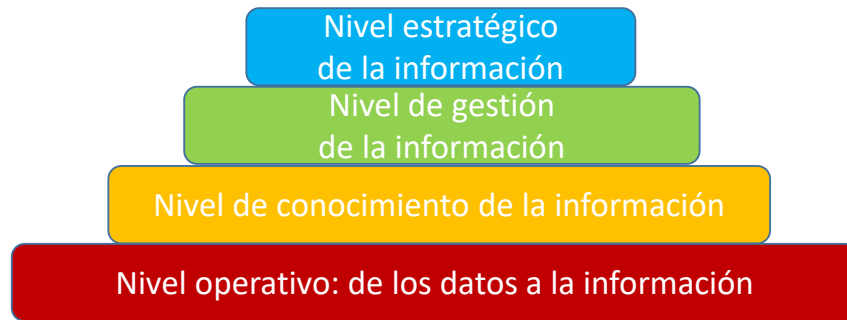 Nivel estratégico
de la información
Nivel de gestión
de la información
Nivel de conocimiento de la información
Nivel operativo: de los datos a la información